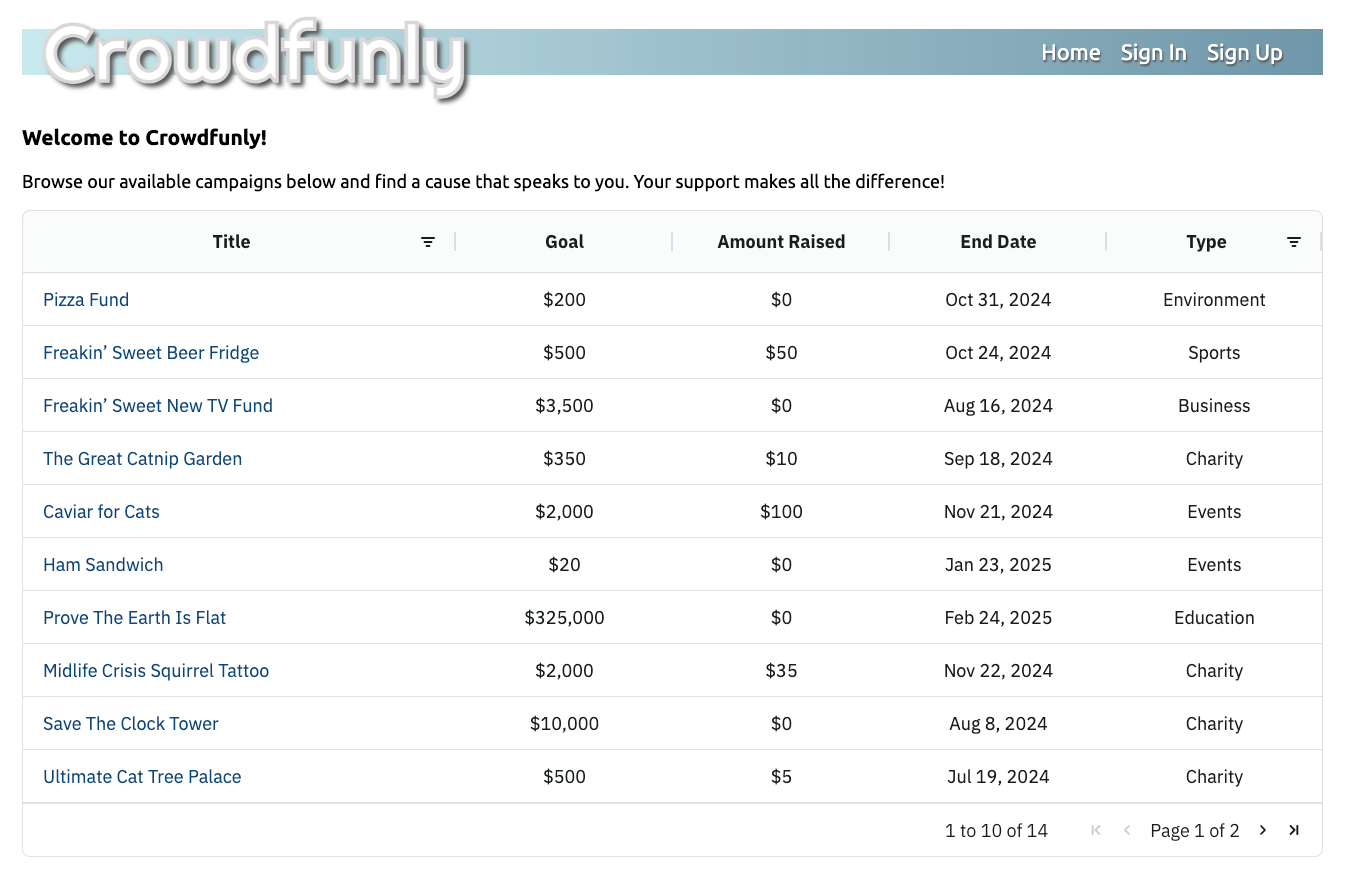 Crowdfunly Home Sign In Sign Up
Welcome to Crowdfunly!
Browse our available campaigns below and find a cause that speaks to you. Your support makes all the difference!
Title Goal Amount Raised End Date Type
Pizza Fund $200 $0 Oct 31, 2024 Environment
Freakin’ Sweet Beer Fridge $500 $50 Oct 24, 2024 Sports
Freakin’ Sweet New TV Fund $3,500 $0 Aug 16, 2024 Business
The Great Catnip Garden $350 $10 Sep 18, 2024 Charity
Caviar for Cats $2,000 $100 Nov 21, 2024 Events
Ham Sandwich $20 $0 Jan 23, 2025 Events
Prove The Earth Is Flat $325,000 $0 Feb 24, 2025 Education
Midlife Crisis Squirrel Tattoo $2,000 $35 Nov 22, 2024 Charity
Save The Clock Tower $10,000 $0 Aug 8, 2024 Charity
Ultimate Cat Tree Palace $500 $5 Jul 19, 2024 Charity
1 to 10 of 14 Page 1 of 2